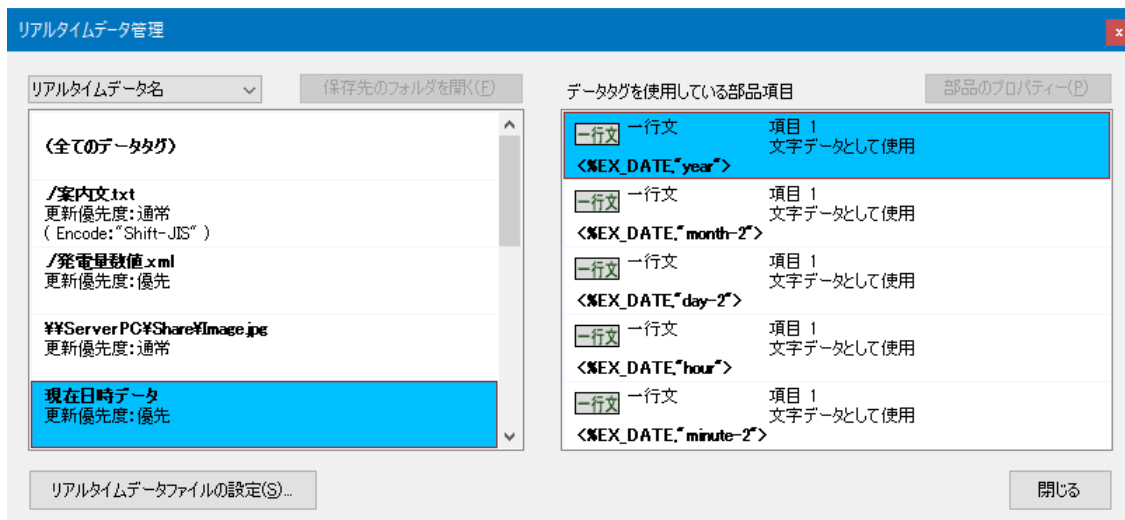 リアルタイムデータ管理
x
リアルタイムデータ名
保存先のフォルダを開く(F)
(全てのデータタグ)
./案内文.txt
更新優先度:通常
( Encode:"Shift-JIS" )
./発電量数値.xml
更新優先度:優先
¥¥ServerPC¥Share¥Image.jpg
更新優先度:通常
現在日時データ
更新優先度:優先
リアルタイムデータファイルの設定(S)...
データタグを使用している部品項目
部品のプロパティー(P)
一行文 一行文 項目 1
文字データとして使用
<%EX_DATE,"year">
一行文 一行文 項目 1
文字データとして使用
<%EX_DATE,"month-2">
一行文 一行文 項目 1
文字データとして使用
<%EX_DATE,"day-2">
一行文 一行文 項目 1
文字データとして使用
<%EX_DATE,"hour">
一行文 一行文 項目 1
文字データとして使用
<%EX_DATE,"minute-2">
閉じる